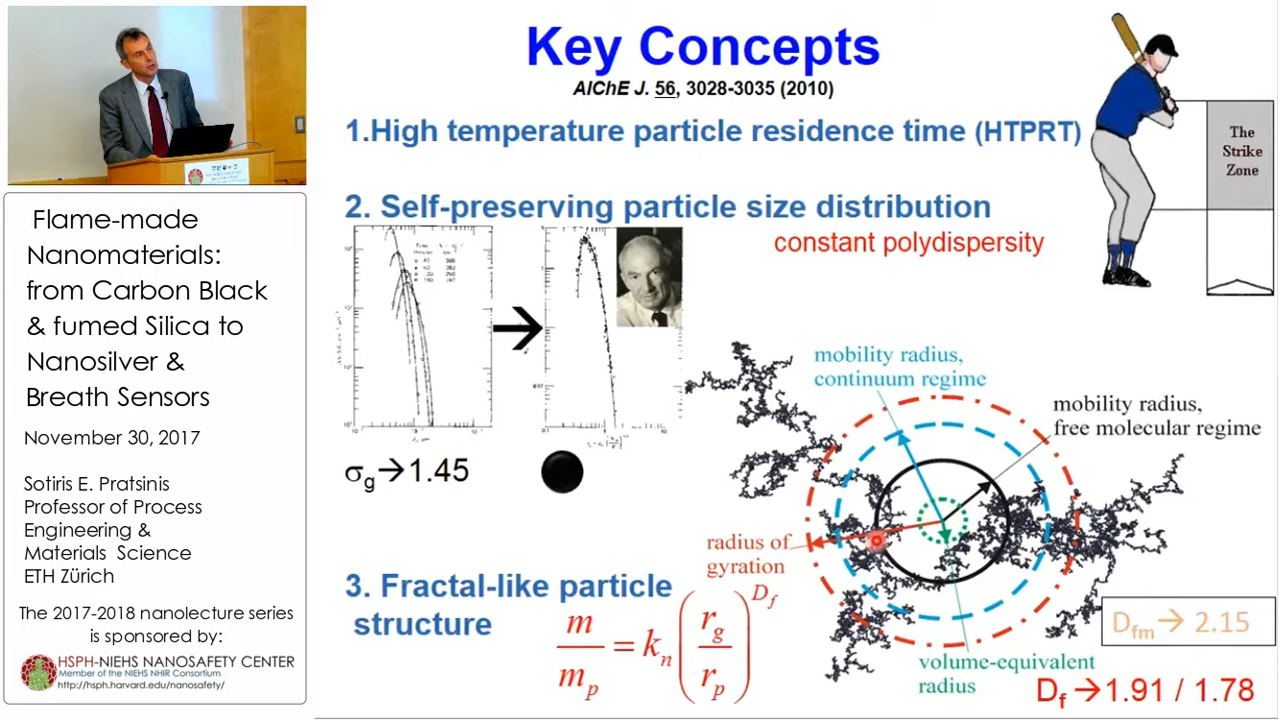 Key Concepts
AIChE J. 56, 3028-3035 (2010)
1.High temperature particle residence time (HTPRT)
The
Strike
Zone
2. Self-preserving particle size distribution
constant polydispersity
σg→1.45
mobility radius,
continuum regime
mobility radius,
free molecular regime
radius of
gyration
volume-equivalent
radius
3. Fractal-like particle
structure
m/mp = kn (rg/rp)^Df
Dfm→ 2.15
Df →1.91 / 1.78
Flame-made
Nanomaterials:
from Carbon Black
& fumed Silica to
Nanosilver &
Breath Sensors
November 30, 2017
Sotiris E. Pratsinis
Professor of Process
Engineering &
Materials Science
ETH Zürich
The 2017-2018 nanolecture series
is sponsored by:
HSPH-NIEHS NANOSAFETY CENTER
Member of the NIEHS NHIR Consortium
http://hsph.harvard.edu/nanosafety/